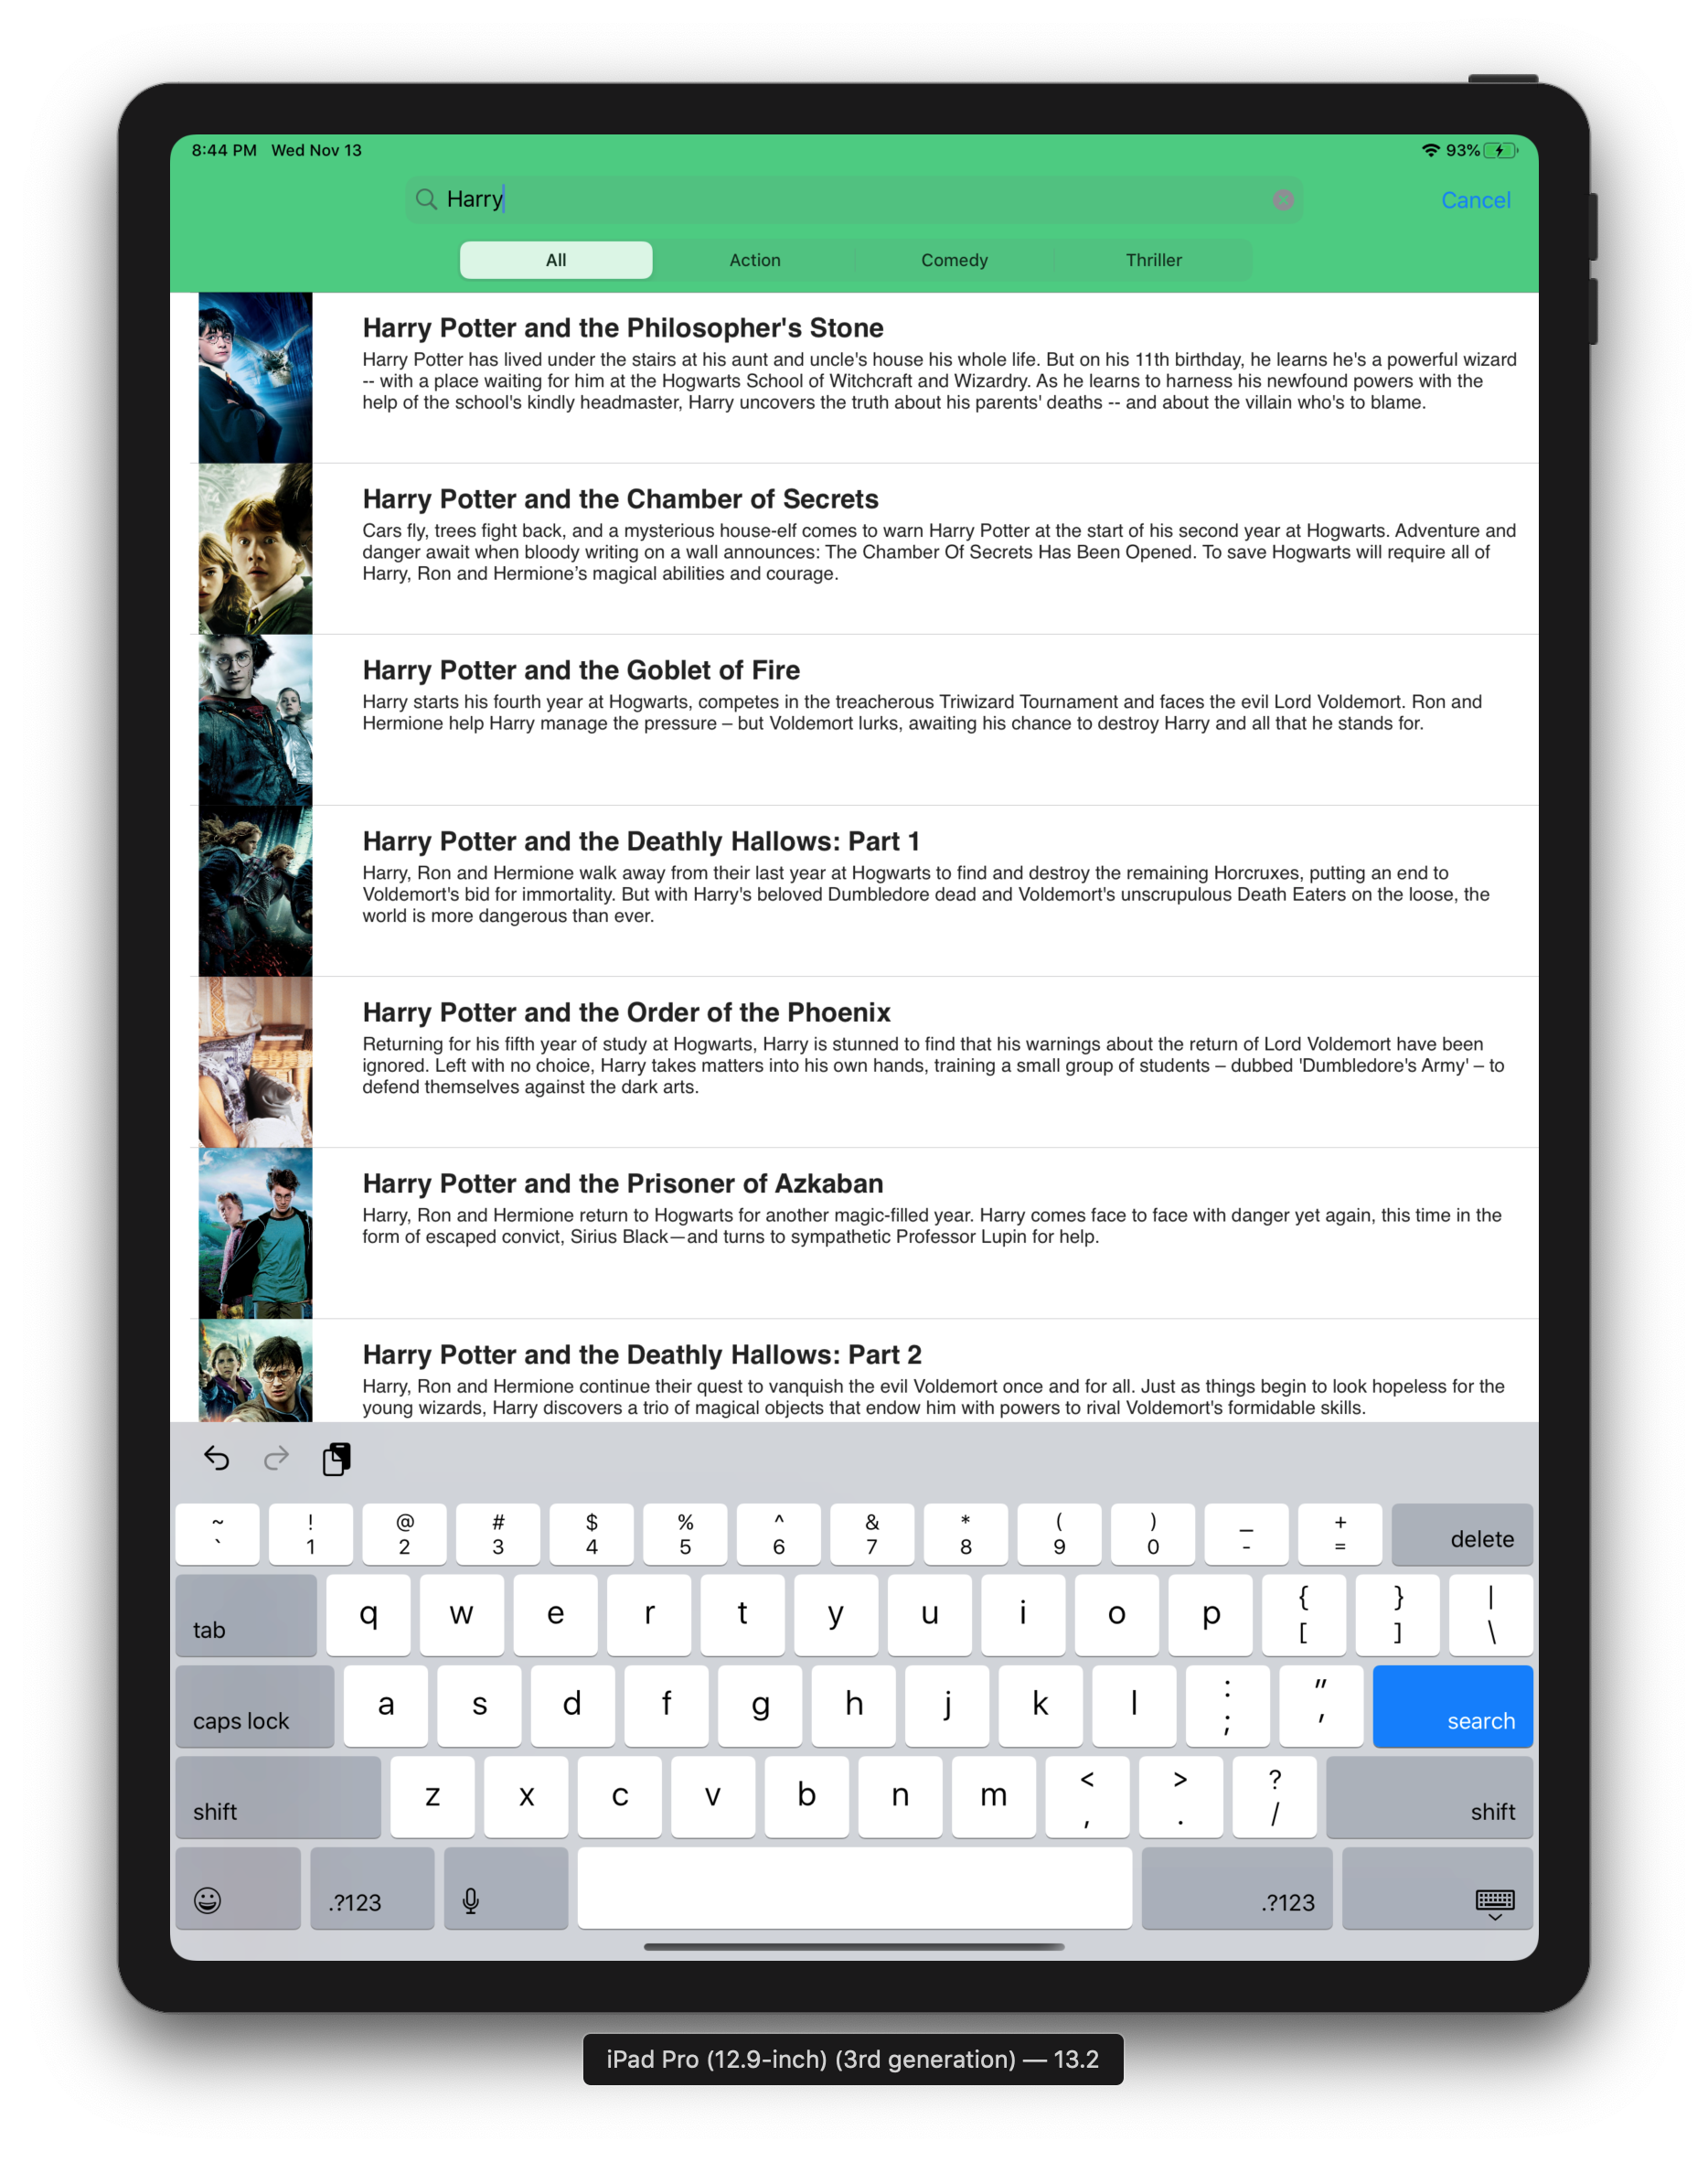 8:44 PM Wed Nov 13
93%
Harry
Cancel
All Action Comedy Thriller
Harry Potter and the Philosopher's Stone
Harry Potter has lived under the stairs at his aunt and uncle's house his whole life. But on his 11th birthday, he learns he's a powerful wizard
-- with a place waiting for him at the Hogwarts School of Witchcraft and Wizardry. As he learns to harness his newfound powers with the
help of the school's kindly headmaster, Harry uncovers the truth about his parents' deaths -- and about the villain who's to blame.
Harry Potter and the Chamber of Secrets
Cars fly, trees fight back, and a mysterious house-elf comes to warn Harry Potter at the start of his second year at Hogwarts. Adventure and
danger await when bloody writing on a wall announces: The Chamber Of Secrets Has Been Opened. To save Hogwarts will require all of
Harry, Ron and Hermione’s magical abilities and courage.
Harry Potter and the Goblet of Fire
Harry starts his fourth year at Hogwarts, competes in the treacherous Triwizard Tournament and faces the evil Lord Voldemort. Ron and
Hermione help Harry manage the pressure – but Voldemort lurks, awaiting his chance to destroy Harry and all that he stands for.
Harry Potter and the Deathly Hallows: Part 1
Harry, Ron and Hermione walk away from their last year at Hogwarts to find and destroy the remaining Horcruxes, putting an end to
Voldemort's bid for immortality. But with Harry's beloved Dumbledore dead and Voldemort's unscrupulous Death Eaters on the loose, the
world is more dangerous than ever.
Harry Potter and the Order of the Phoenix
Returning for his fifth year of study at Hogwarts, Harry is stunned to find that his warnings about the return of Lord Voldemort have been
ignored. Left with no choice, Harry takes matters into his own hands, training a small group of students – dubbed 'Dumbledore's Army' – to
defend themselves against the dark arts.
Harry Potter and the Prisoner of Azkaban
Harry, Ron and Hermione return to Hogwarts for another magic-filled year. Harry comes face to face with danger yet again, this time in the
form of escaped convict, Sirius Black—and turns to sympathetic Professor Lupin for help.
Harry Potter and the Deathly Hallows: Part 2
Harry, Ron and Hermione continue their quest to vanquish the evil Voldemort once and for all. Just as things begin to look hopeless for the
young wizards, Harry discovers a trio of magical objects that endow him with powers to rival Voldemort's formidable skills.
~ ! @ # $ % ^ & * ( ) _ +
` 1 2 3 4 5 6 7 8 9 0 - = delete
tab q w e r t y u i o p { [ } ] | \
caps lock a s d f g h j k l : ; " ' search
shift z x c v b n m < , > . ? / shift
.?123 .?123
iPad Pro (12.9-inch) (3rd generation) — 13.2